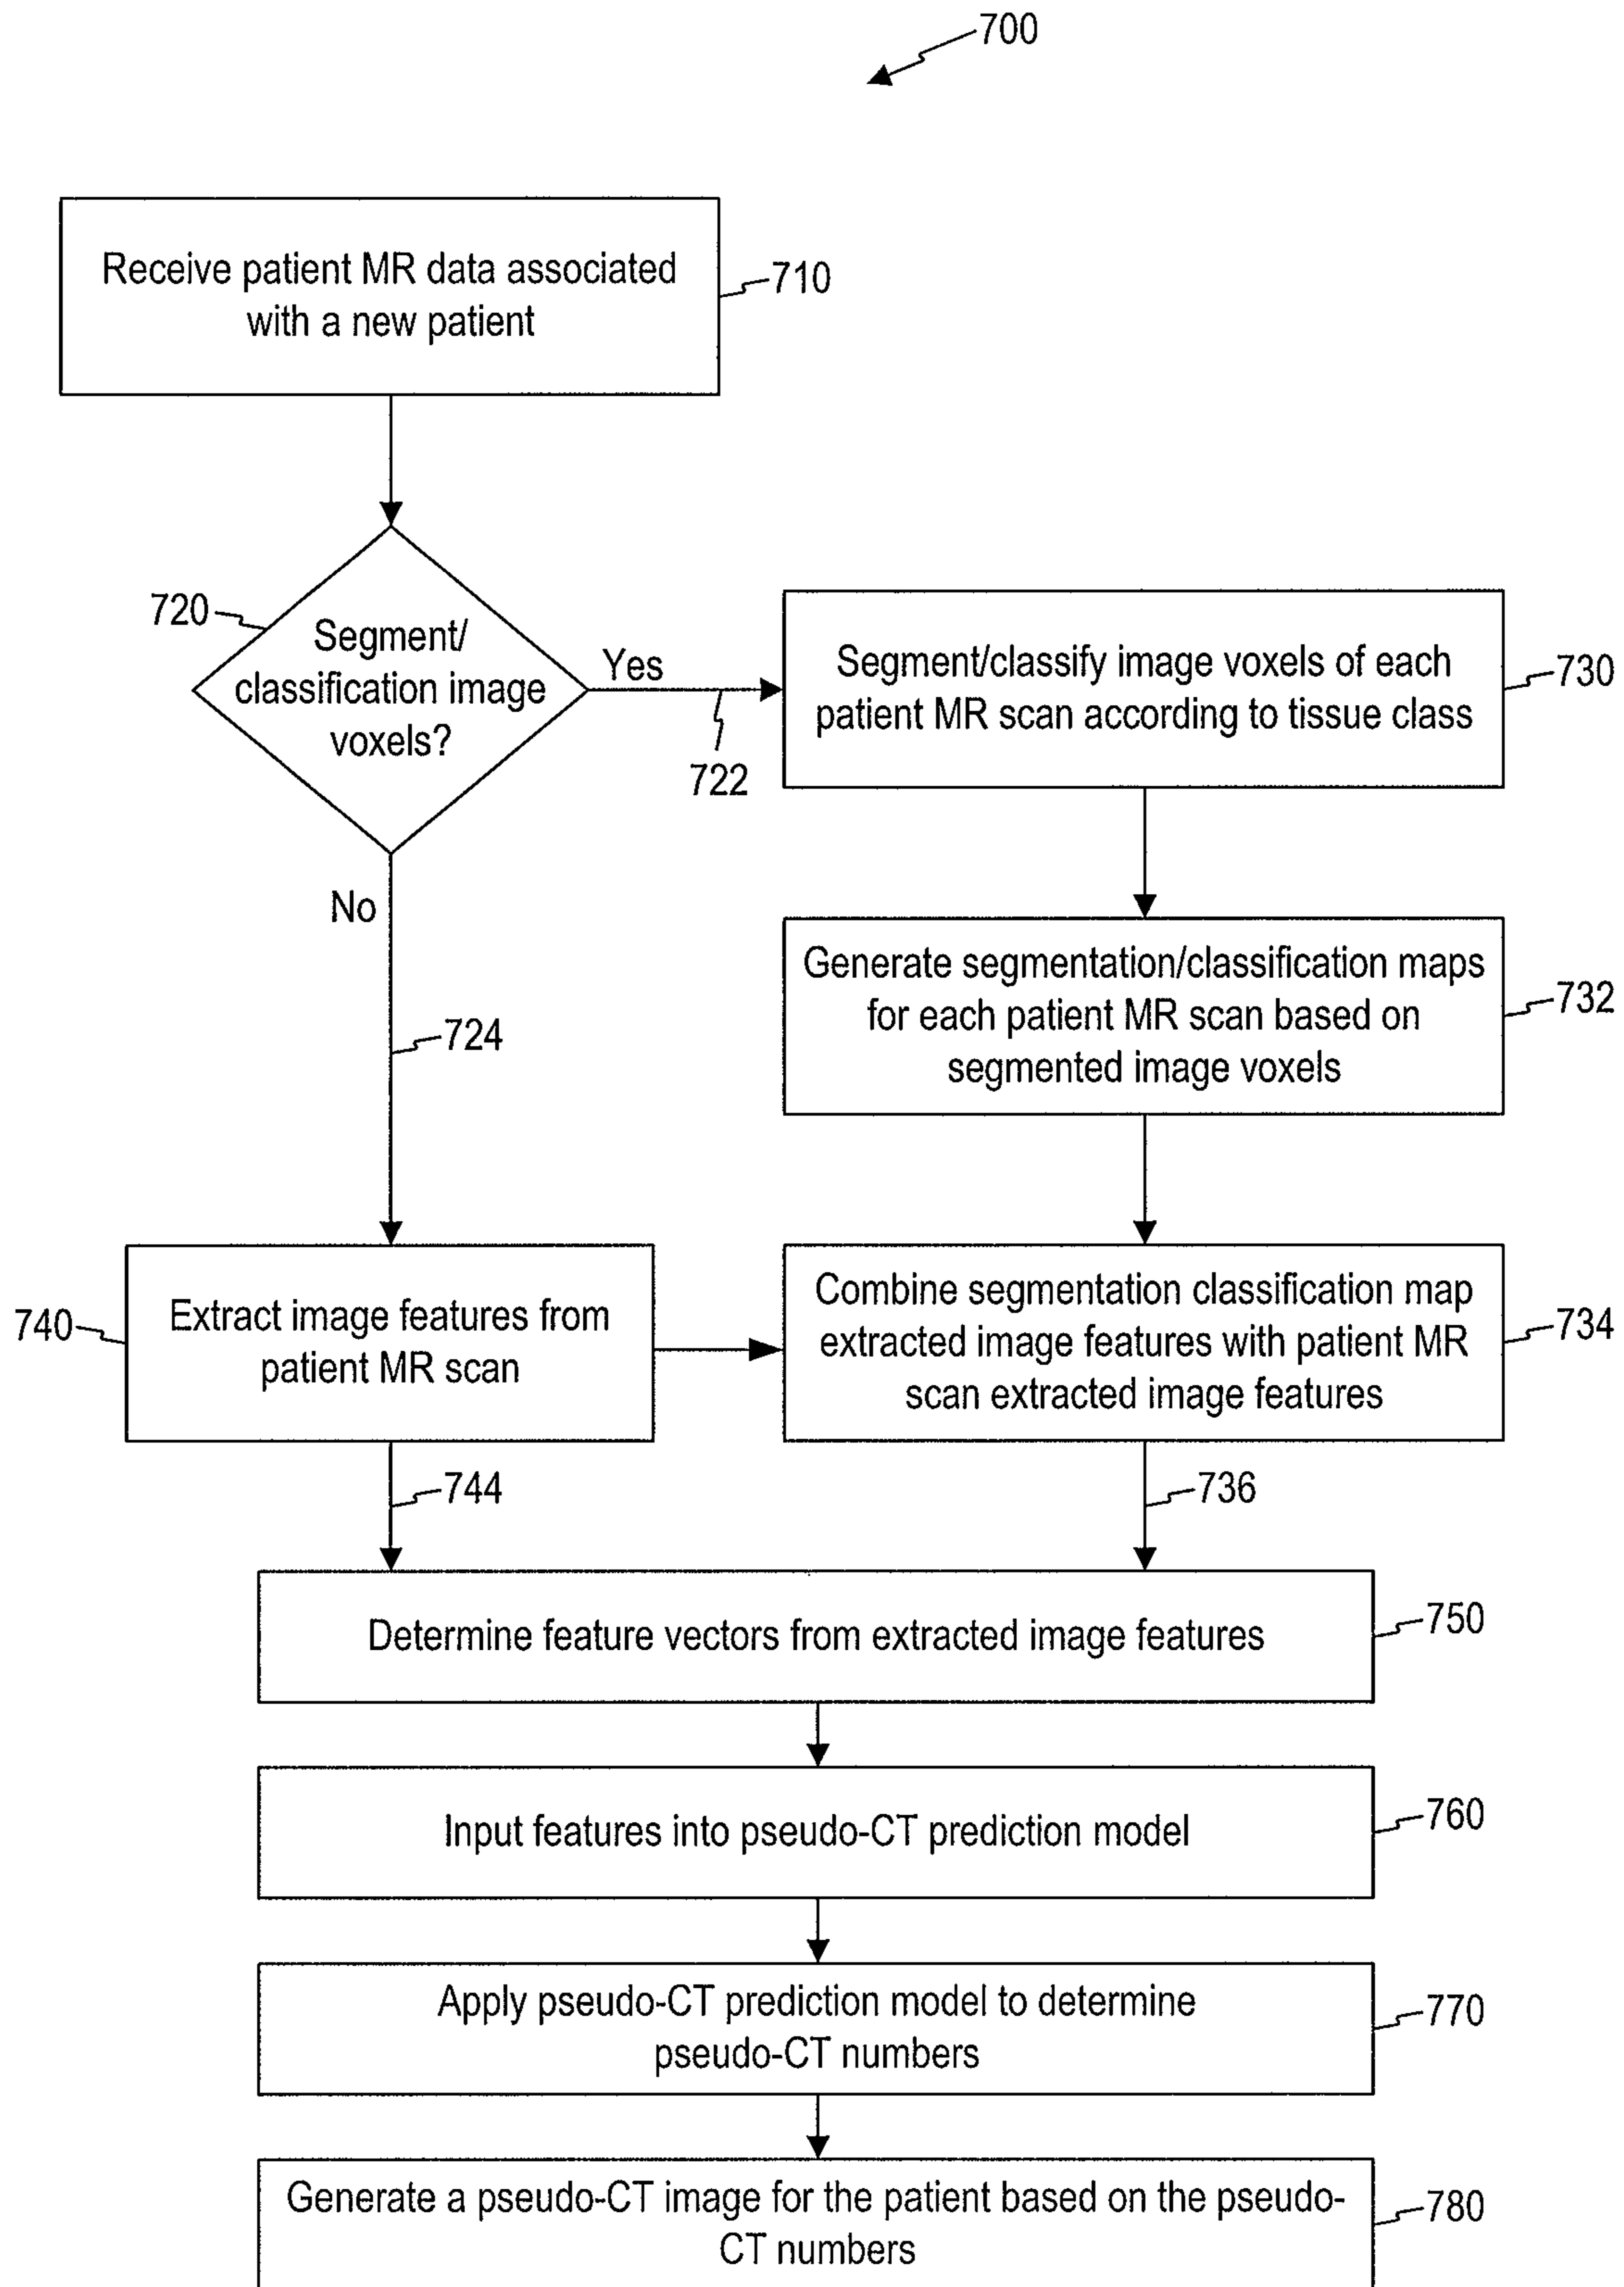 700
Receive patient MR data associated
with a new patient
710
720
Segment/
classification image
voxels?
Yes
722
Segment/classify image voxels of each
patient MR scan according to tissue class
730
No
724
Generate segmentation/classification maps
for each patient MR scan based on
segmented image voxels
732
740
Extract image features from
patient MR scan
Combine segmentation classification map
extracted image features with patient MR
scan extracted image features
734
744
736
Determine feature vectors from extracted image features
750
Input features into pseudo-CT prediction model
760
Apply pseudo-CT prediction model to determine
pseudo-CT numbers
770
Generate a pseudo-CT image for the patient based on the pseudo-
CT numbers
780